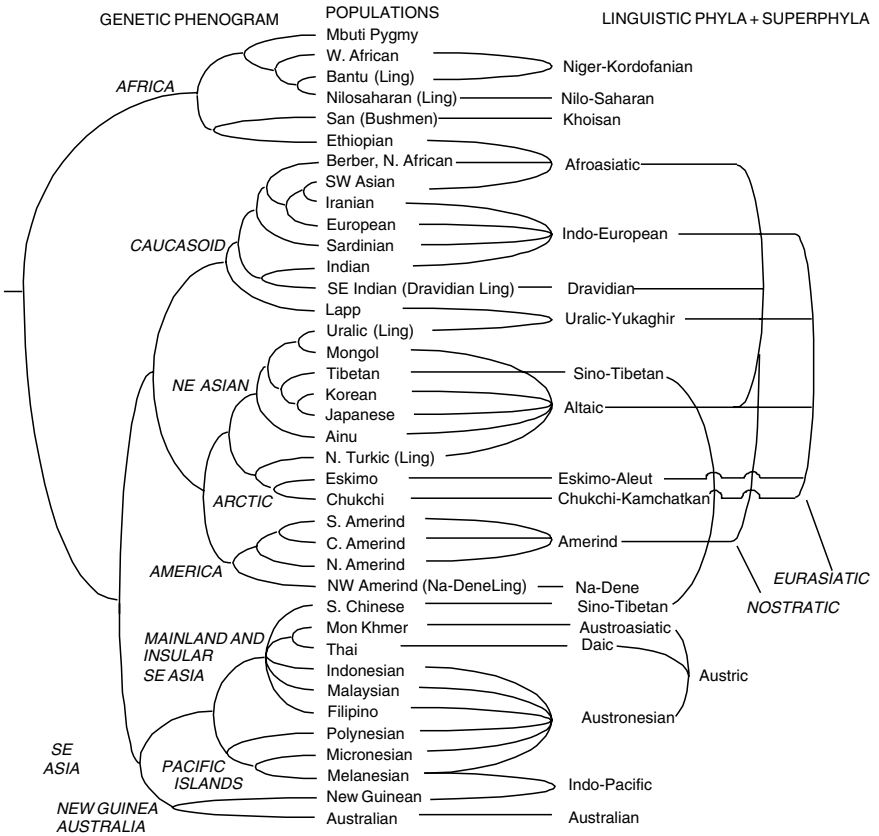 GENETIC PHENOGRAM POPULATIONS LINGUISTIC PHYLA + SUPERPHYLA
Mbuti Pygmy
W. African
Niger-Kordofanian
Bantu (Ling)
AFRICA
Nilosaharan (Ling) Nilo-Saharan
San (Bushmen) Khoisan
Ethiopian
Berber, N. African Afroasiatic
SW Asian
Iranian
European
Indo-European
CAUCASOID Sardinian
Indian
SE Indian (Dravidian Ling) Dravidian
Lapp
Uralic-Yukaghir
Uralic (Ling)
Mongol
Tibetan Sino-Tibetan
NE ASIAN
Korean
Altaic
Japanese
Ainu
N. Turkic (Ling)
Eskimo Eskimo-Aleut
ARCTIC Chukchi Chukchi-Kamchatkan
S. Amerind
C. Amerind Amerind
N. Amerind
AMERICA
EURASIATIC
NW Amerind (Na-DeneLing) Na-Dene
S. Chinese Sino-Tibetan
NOSTRATIC
Mon Khmer Austroasiatic
MAINLAND AND
INSULAR
SE ASIA
Thai Daic
Indonesian
Austric
Malaysian
Filipino Austronesian
Polynesian
SE
ASIA
Micronesian
PACIFIC
ISLANDS
Melanesian
Indo-Pacific
New Guinean
NEW GUINEA
AUSTRALIA
Australian Australian